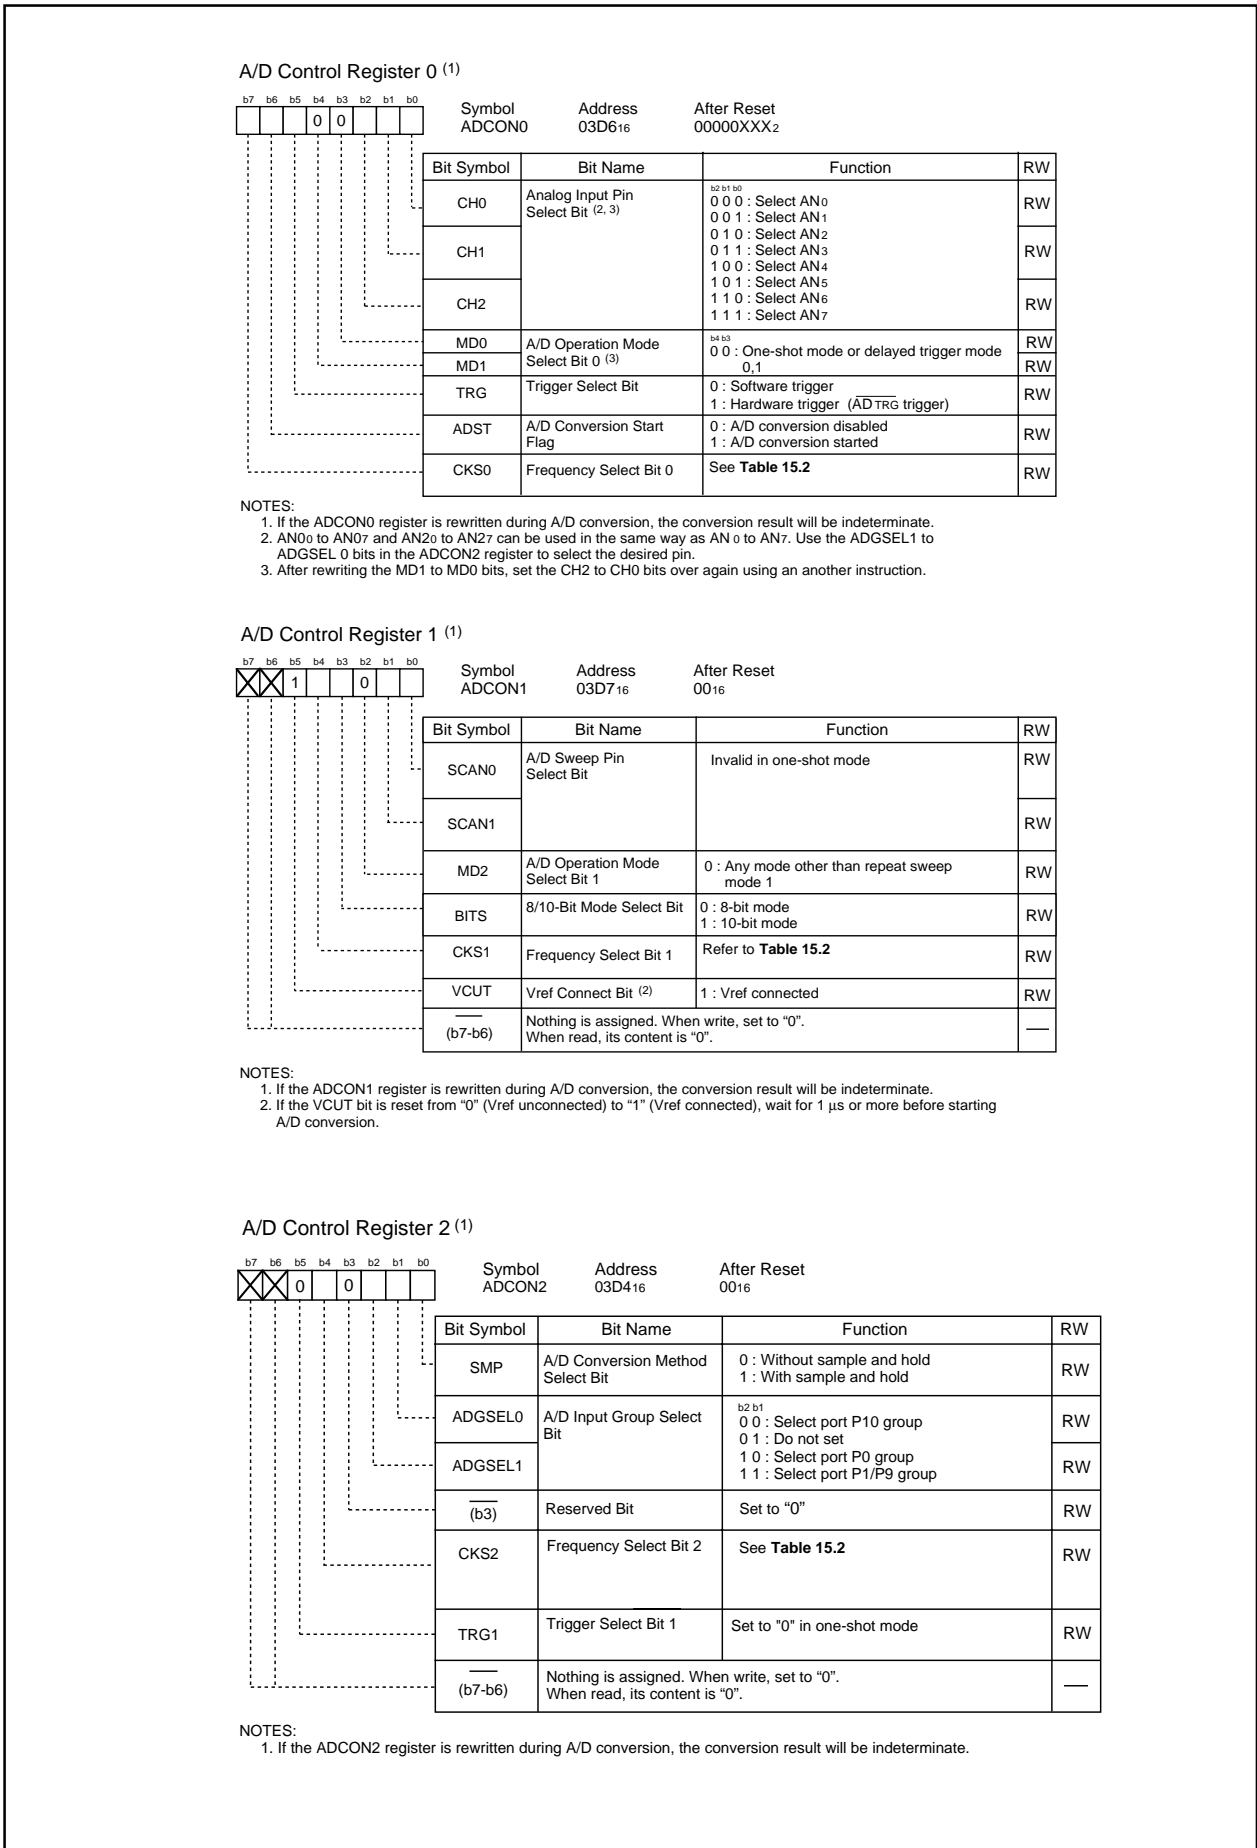 A/D Control Register 0 (1)
b7 b6 b5 b4 b3 b2 b1 b0
0 0
Symbol Address After Reset
ADCON0 03D616 00000XXX2
Bit Symbol Bit Name Function RW
CH0 Analog Input Pin Select Bit (2, 3) RW
b2 b1 b0
0 0 0 : Select AN0
0 0 1 : Select AN1
0 1 0 : Select AN2
CH1 0 1 1 : Select AN3 RW
1 0 0 : Select AN4
1 0 1 : Select AN5
CH2 1 1 0 : Select AN6 RW
1 1 1 : Select AN7
MD0 A/D Operation Mode b4 b3 RW
MD1 Select Bit 0 (3) 0 0 : One-shot mode or delayed trigger mode RW
0,1
TRG Trigger Select Bit 0 : Software trigger RW
1 : Hardware trigger (ADTRG trigger)
ADST A/D Conversion Start 0 : A/D conversion disabled RW
Flag 1 : A/D conversion started
CKS0 Frequency Select Bit 0 See Table 15.2 RW
NOTES:
1. If the ADCON0 register is rewritten during A/D conversion, the conversion result will be indeterminate.
2. AN00 to AN07 and AN20 to AN27 can be used in the same way as AN 0 to AN7. Use the ADGSEL1 to
ADGSEL 0 bits in the ADCON2 register to select the desired pin.
3. After rewriting the MD1 to MD0 bits, set the CH2 to CH0 bits over again using an another instruction.
A/D Control Register 1 (1)
b7 b6 b5 b4 b3 b2 b1 b0
1 0
Symbol Address After Reset
ADCON1 03D716 0016
Bit Symbol Bit Name Function RW
SCAN0 A/D Sweep Pin Invalid in one-shot mode RW
Select Bit
SCAN1 RW
MD2 A/D Operation Mode 0 : Any mode other than repeat sweep RW
Select Bit 1 mode 1
BITS 8/10-Bit Mode Select Bit 0 : 8-bit mode RW
1 : 10-bit mode
CKS1 Frequency Select Bit 1 Refer to Table 15.2 RW
VCUT Vref Connect Bit (2) 1 : Vref connected RW
(b7-b6) Nothing is assigned. When write, set to “0”.
When read, its content is “0”.
NOTES:
1. If the ADCON1 register is rewritten during A/D conversion, the conversion result will be indeterminate.
2. If the VCUT bit is reset from “0” (Vref unconnected) to “1” (Vref connected), wait for 1 μs or more before starting
A/D conversion.
A/D Control Register 2 (1)
b7 b6 b5 b4 b3 b2 b1 b0
0 0
Symbol Address After Reset
ADCON2 03D416 0016
Bit Symbol Bit Name Function RW
SMP A/D Conversion Method 0 : Without sample and hold RW
Select Bit 1 : With sample and hold
ADGSEL0 A/D Input Group Select b2 b1 RW
Bit 0 0 : Select port P10 group
0 1 : Do not set
ADGSEL1 1 0 : Select port P0 group RW
1 1 : Select port P1/P9 group
(b3) Reserved Bit Set to “0” RW
CKS2 Frequency Select Bit 2 See Table 15.2 RW
TRG1 Trigger Select Bit 1 Set to "0" in one-shot mode RW
(b7-b6) Nothing is assigned. When write, set to “0”.
When read, its content is “0”.
NOTES:
1. If the ADCON2 register is rewritten during A/D conversion, the conversion result will be indeterminate.